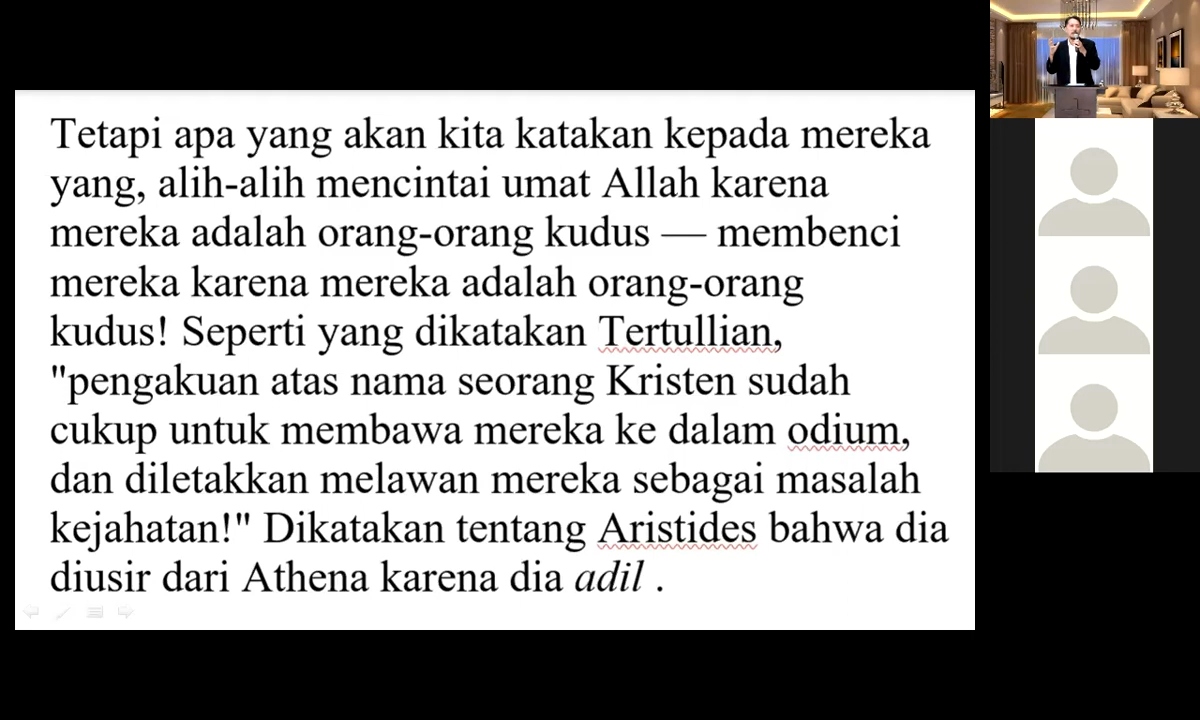 Tetapi apa yang akan kita katakan kepada mereka
yang, alih-alih mencintai umat Allah karena
mereka adalah orang-orang kudus — membenci
mereka karena mereka adalah orang-orang
kudus! Seperti yang dikatakan Tertullian,
"pengakuan atas nama seorang Kristen sudah
cukup untuk membawa mereka ke dalam odium,
dan diletakkan melawan mereka sebagai masalah
kejahatan!" Dikatakan tentang Aristides bahwa dia
diusir dari Athena karena dia adil .